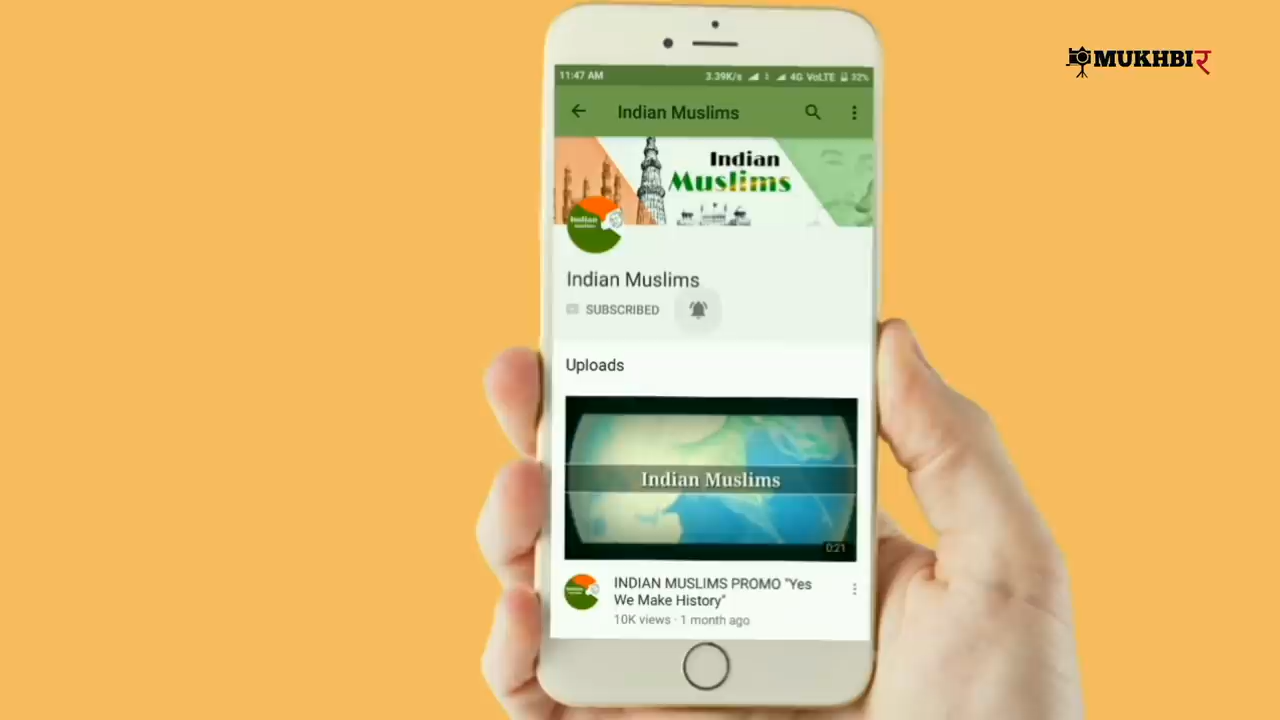 MUKHBIर
11:47 AM 3.39K/s 4G VoLTE 32%
Indian Muslims
Indian
Muslims
Indian
Indian Muslims
SUBSCRIBED
Uploads
Indian Muslims
0:21
INDIAN MUSLIMS PROMO "Yes
We Make History"
10K views · 1 month ago